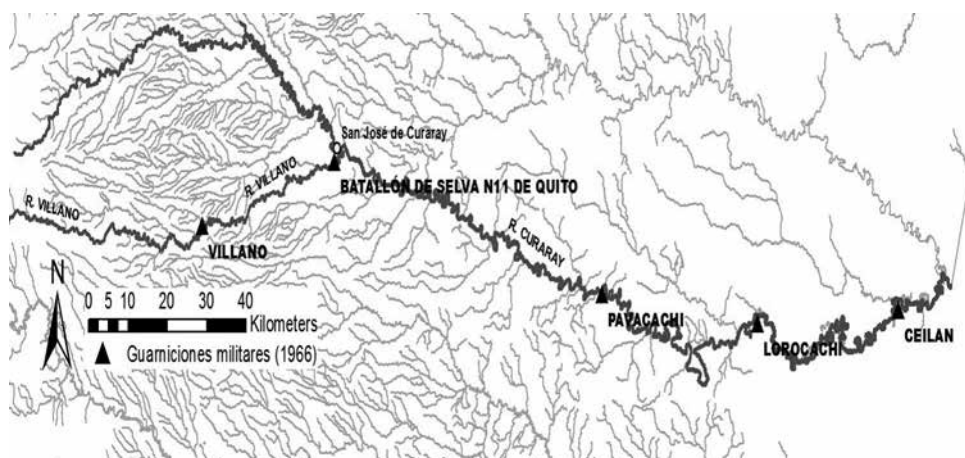 San José de Curaray
R. VILLANO
BATALLÓN DE SELVA N11 DE QUITO
R. VILLANO
VILLANO
R. CURARAY
N
0 5 10 20 30 40
Kilometers
PAVACACHI
LOROCACHI
CEILAN
Guarniciones militares (1966)